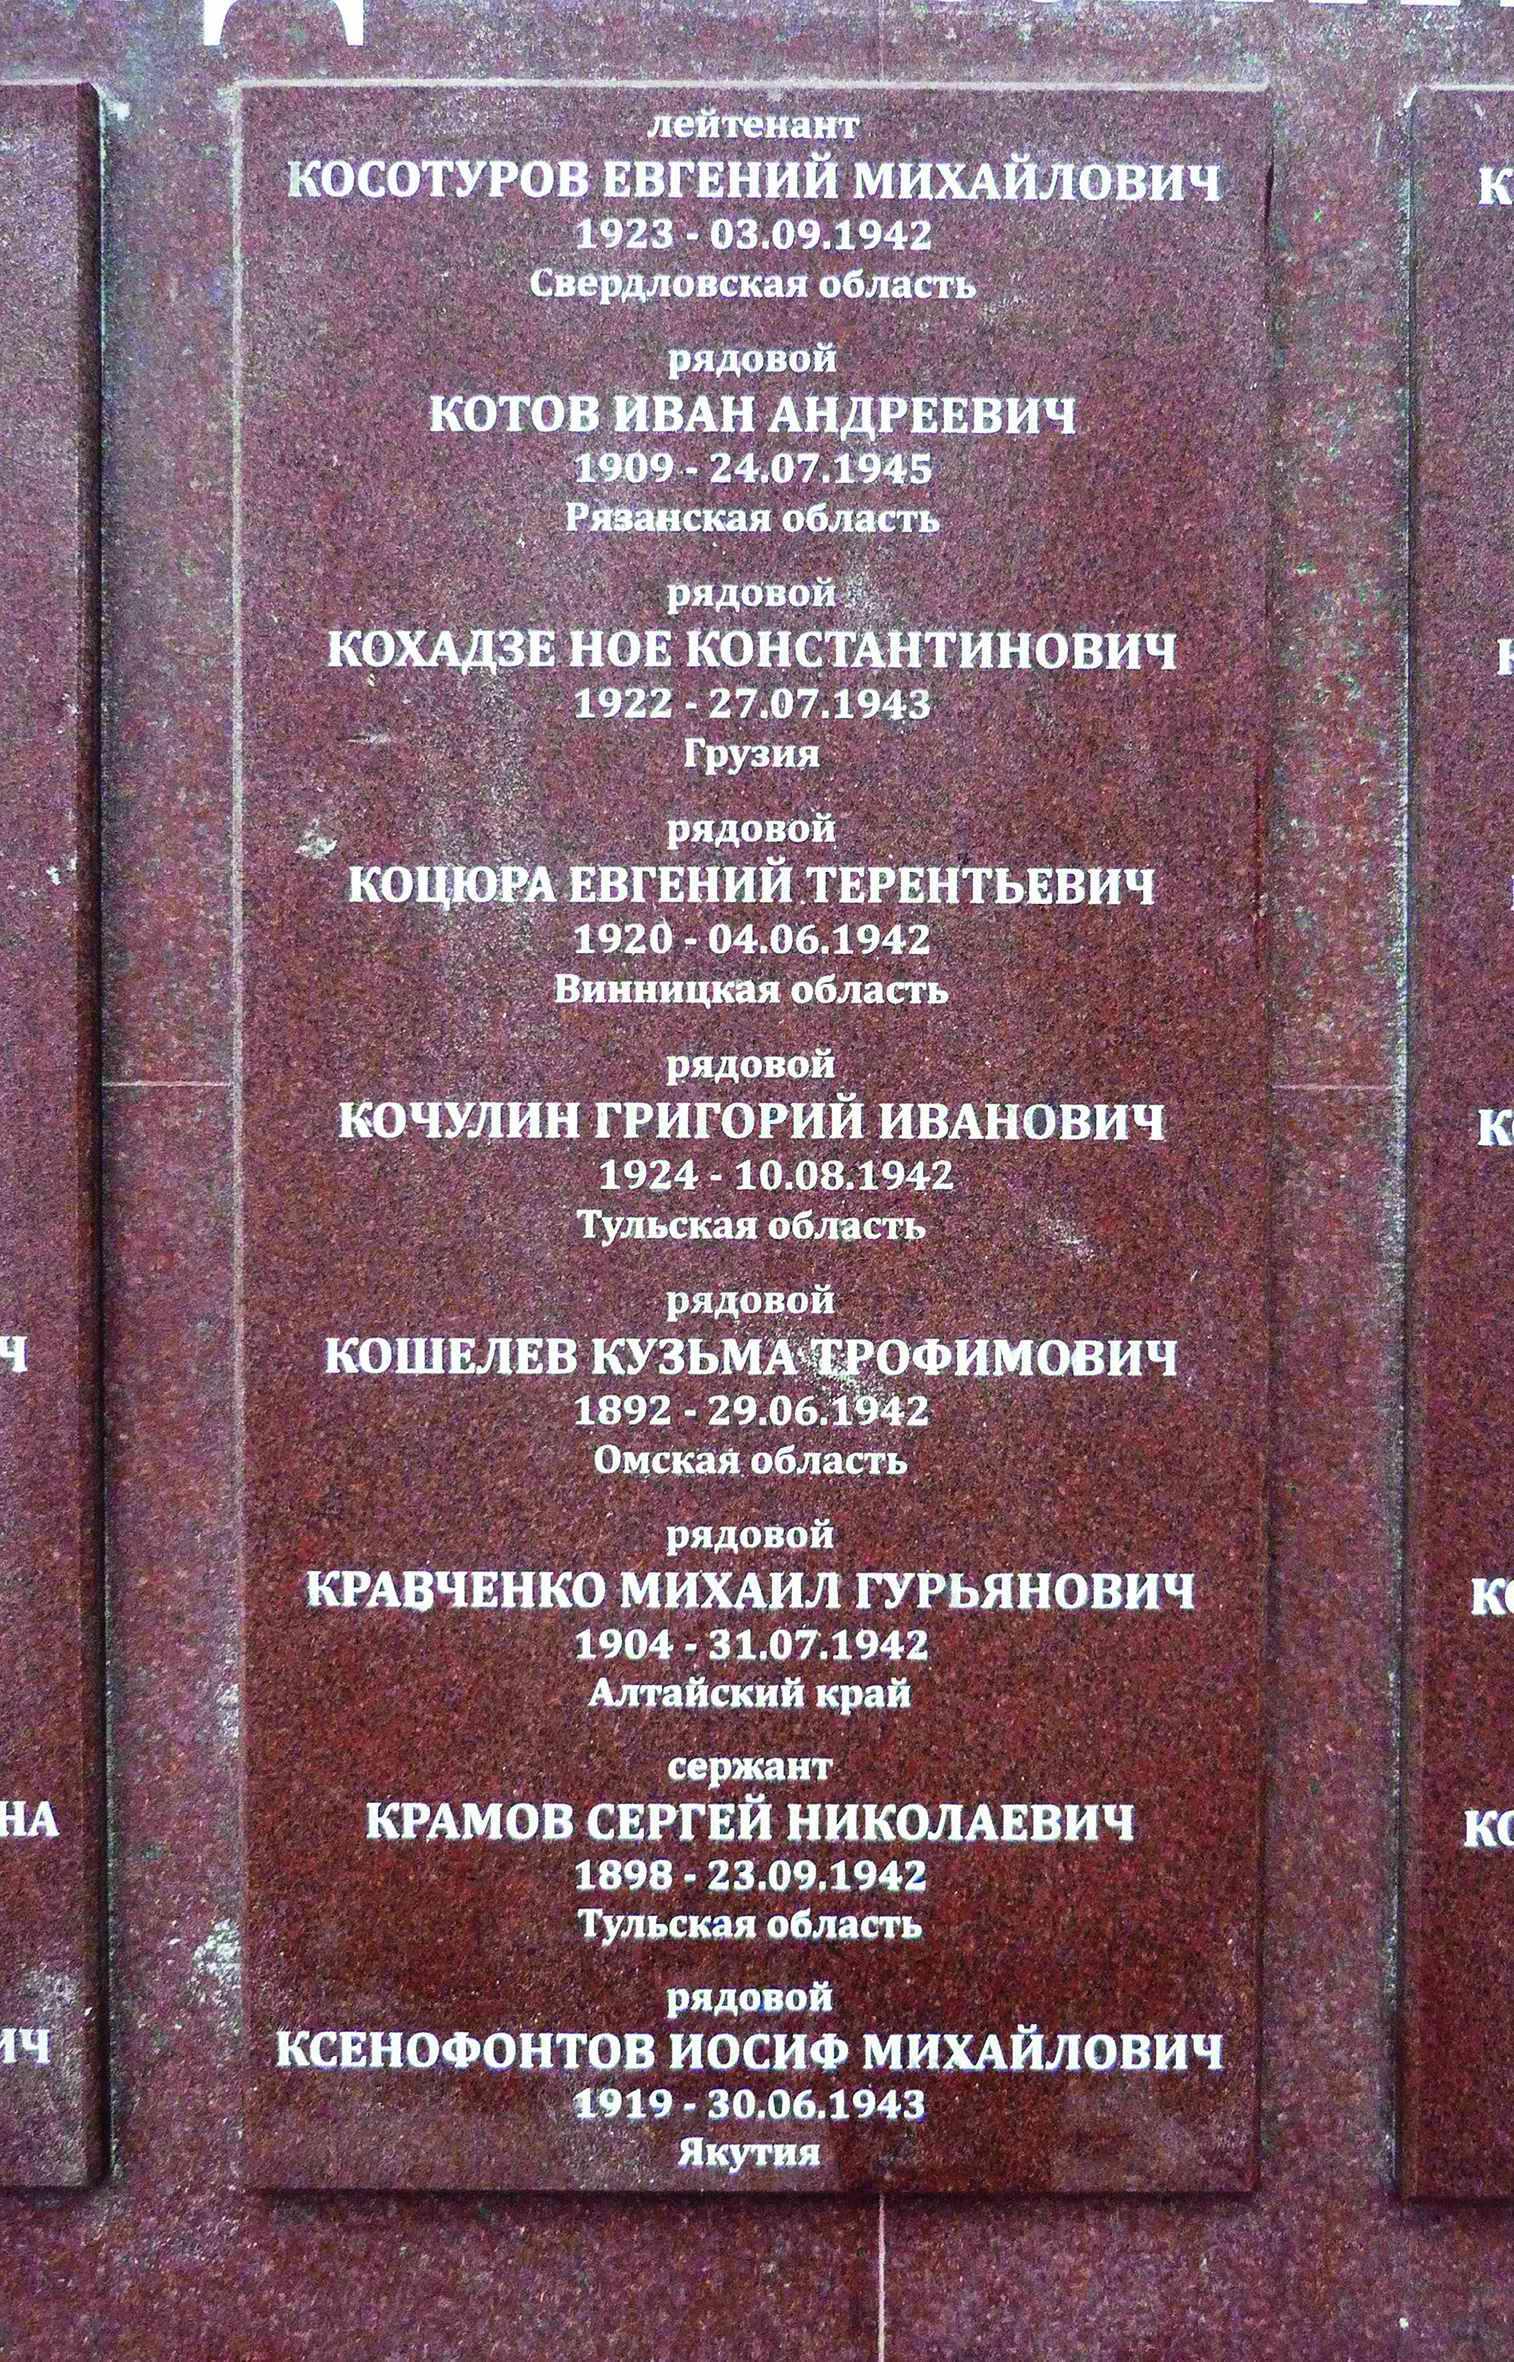 лейтенант
КОСОТУРОВ ЕВГЕНИЙ МИХАЙЛОВИЧ
1923 - 03.09.1942
Свердловская область
рядовой
КОТОВ ИВАН АНДРЕЕВИЧ
1909 - 24.07.1945
Рязанская область
рядовой
КОХАДЗЕ НОЕ КОНСТАНТИНОВИЧ
1922 - 27.07.1943
Грузия
рядовой
КОЦЮРА ЕВГЕНИЙ ТЕРЕНТЬЕВИЧ
1920 - 04.06.1942
Винницкая область
рядовой
КОЧУЛИН ГРИГОРИЙ ИВАНОВИЧ
1924 - 10.08.1942
Тульская область
рядовой
КОШЕЛЕВ КУЗЬМА ТРОФИМОВИЧ
1892 - 29.06.1942
Омская область
рядовой
КРАВЧЕНКО МИХАИЛ ГУРЬЯНОВИЧ
1904 - 31.07.1942
Алтайский край
сержант
КРАМОВ СЕРГЕЙ НИКОЛАЕВИЧ
1898 - 23.09.1942
Тульская область
рядовой
КСЕНОФОНТОВ ИОСИФ МИХАЙЛОВИЧ
1919 - 30.06.1943
Якутия